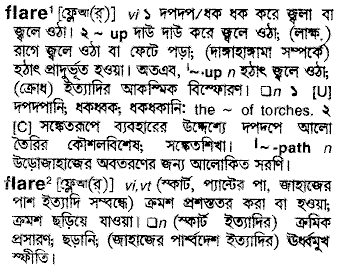 flare¹ [ফ্লেআ(র্)] vi ১ দপদপ/ধক ধক করে জ্বলা বা
জ্বলে ওঠা। ২ ~ up দাউ দাউ করে জ্বলে ওঠা; (লাক্ষ.)
রাগে জ্বলে ওঠা বা ফেটে পড়া; (দাঙ্গাহাঙ্গামা সম্পর্কে)
হঠাৎ প্রাদুর্ভূত হওয়া। অতএব, ˈ~-up n হঠাৎ জ্বলে ওঠা;
(ক্রোধ) ইত্যাদির আকস্মিক বিস্ফোরণ। □n ১ [U]
দপদপানি; ধকধ্বক; ধকধকানি: the ~ of torches. ২
[C] সঙ্কেতরূপে ব্যবহারের উদ্দেশ্যে দপদপে আলো
তৈরির কৌশলবিশেষ; সঙ্কেতশিখা। ˈ~-path n
উড়োজাহাজের অবতরণের জন্য আলোকিত সরণি।
flare² [ফ্লেআ(র্)] vi,vt (স্কার্ট, প্যান্টের পা, জাহাজের
পাশ ইত্যাদি সম্বন্ধে) ক্রমশ প্রশস্ততর করা বা হওয়া;
ক্রমশ ছড়িয়ে যাওয়া। □n (স্কার্ট ইত্যাদির) ক্রমিক
প্রসারণ; ছড়ানি; (জাহাজের পার্শ্বদেশ ইত্যাদির) ঊর্ধ্বমুখ
স্ফীতি।